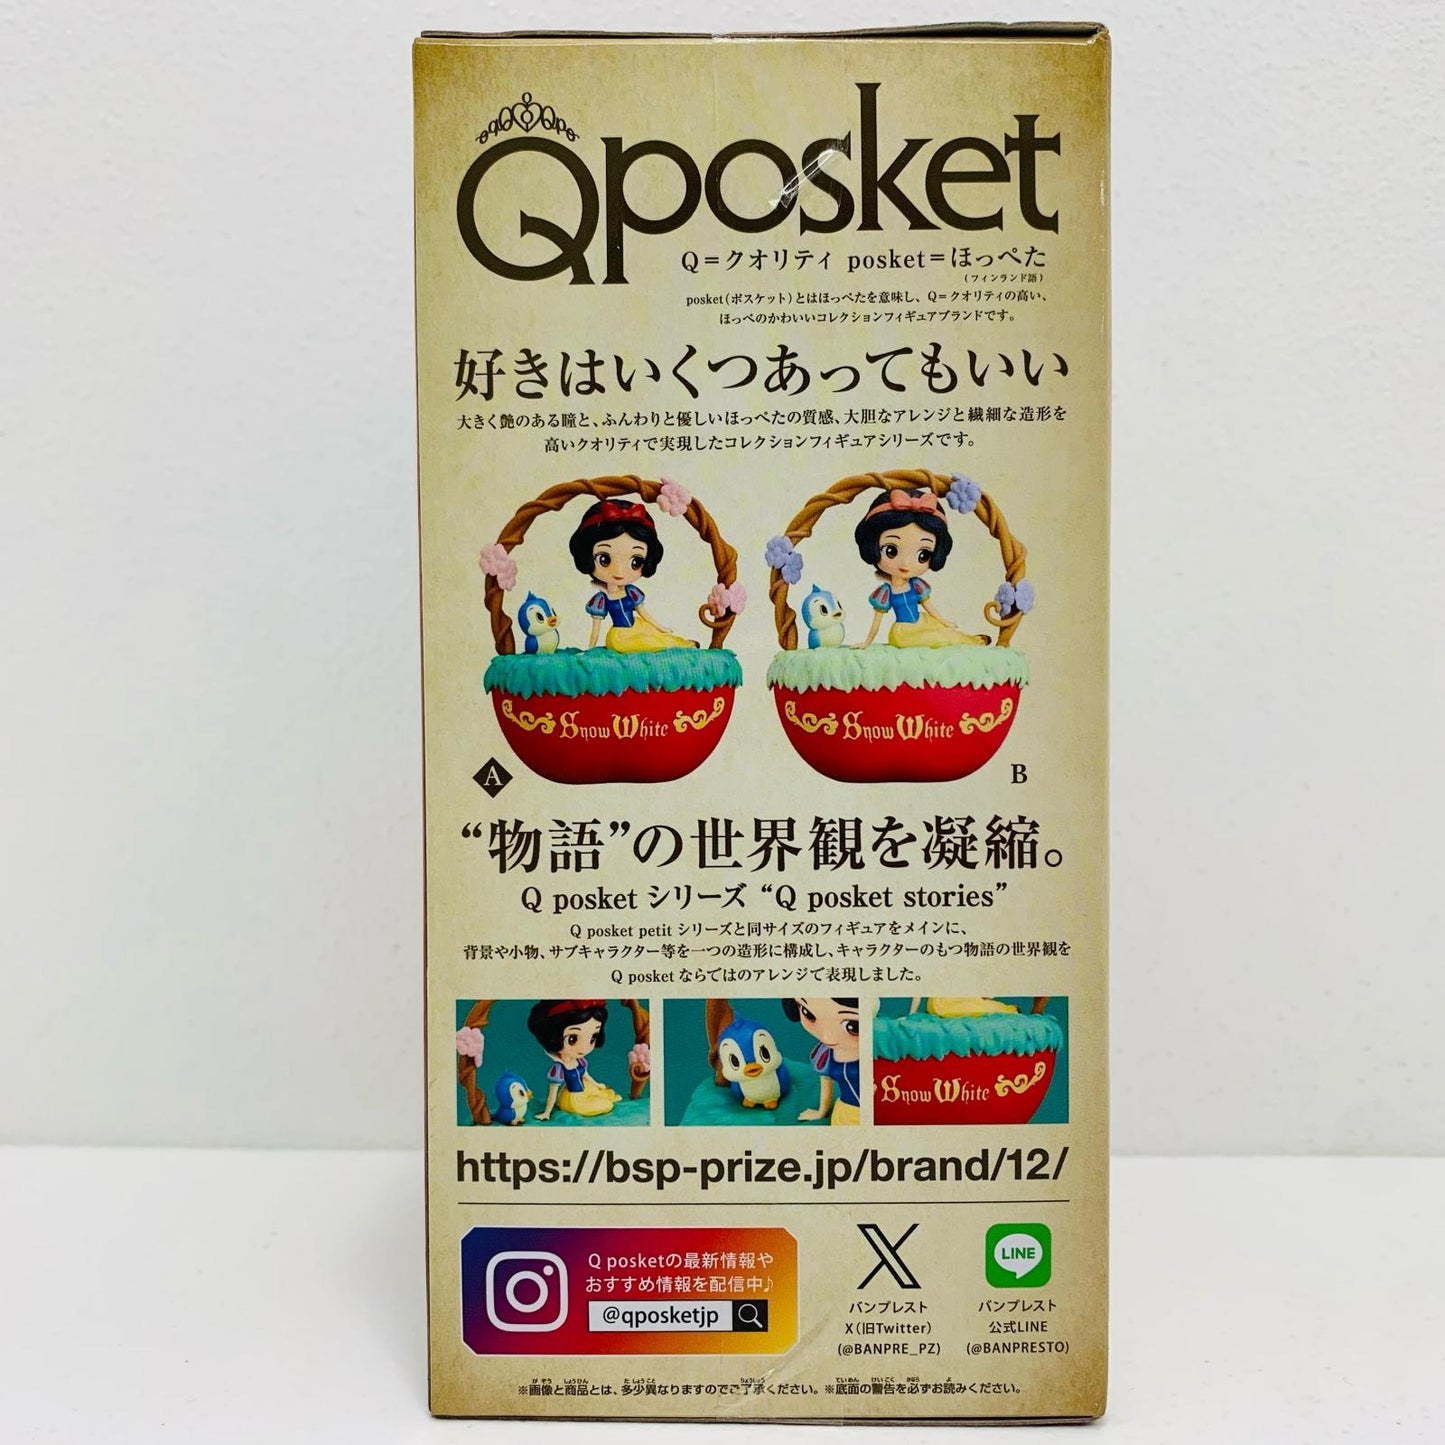 Qposket
Q=クオリティ posket=ほっぺた
(フィンランド語)
posket(ポスケット)とはほっぺたを意味し、Q=クオリティの高い、
ほっぺのかわいいコレクションフィギュアブランドです。
好きはいくつあってもいい
大きく艶のある瞳と、ふんわりと優しいほっぺたの質感、大胆なアレンジと繊細な造形を
高いクオリティで実現したコレクションフィギュアシリーズです。
Snow White
Snow White
A
B
“物語”の世界観を凝縮。
Q posket シリーズ “Q posket stories”
Q posket petit シリーズと同サイズのフィギュアをメインに、
背景や小物、サブキャラクター等を一つの造形に構成し、キャラクターのもつ物語の世界観を
Q posket ならではのアレンジで表現しました。
Snow White
https://bsp-prize.jp/brand/12/
Q posketの最新情報や
おすすめ情報を配信中♪
@qposketjp
LINE
バンプレスト
X(旧Twitter)
(@BANPRE_PZ)
バンプレスト
公式LINE
(@BANPRESTO)
※画像と商品とは、多少異なりますのでご了承ください。※底面の警告を必ずお読みください。